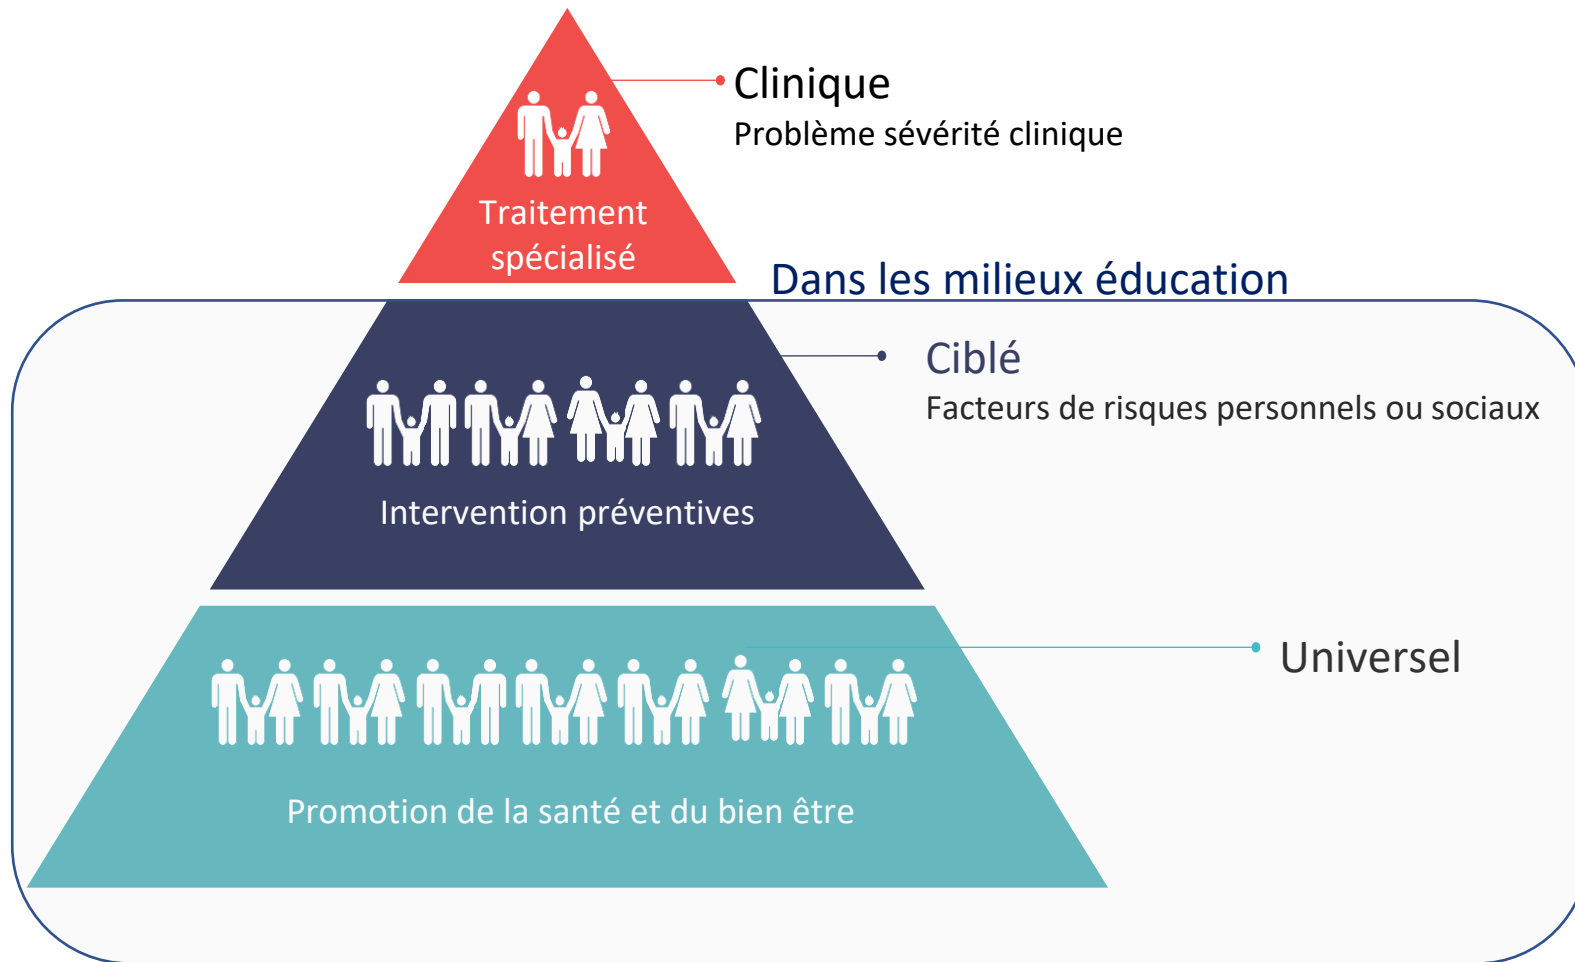 Clinique
Problème sévérité clinique
Traitement
spécialisé
Dans les milieux éducation
Ciblé
Facteurs de risques personnels ou sociaux
Intervention préventives
Universel
Promotion de la santé et du bien être